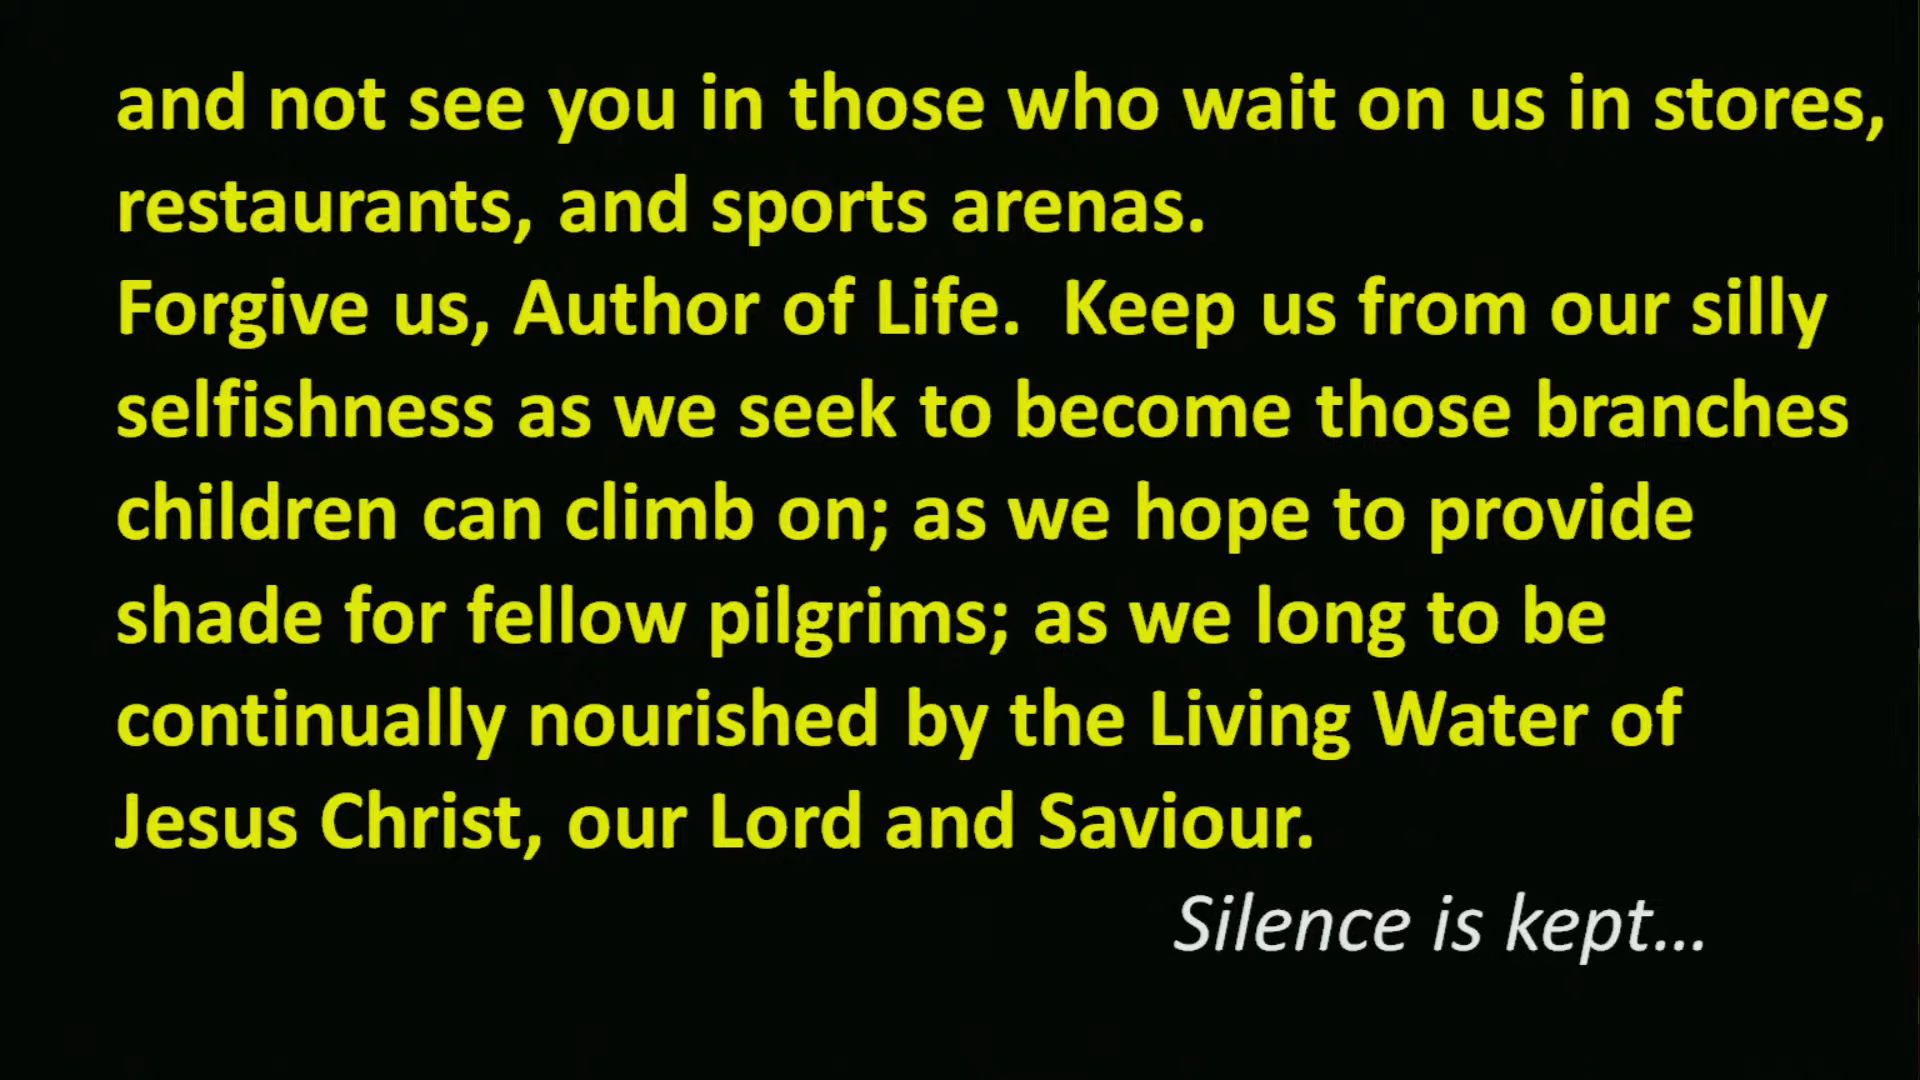 and not see you in those who wait on us in stores,
restaurants, and sports arenas.
Forgive us, Author of Life.  Keep us from our silly
selfishness as we seek to become those branches
children can climb on; as we hope to provide
shade for fellow pilgrims; as we long to be
continually nourished by the Living Water of
Jesus Christ, our Lord and Saviour.
Silence is kept…